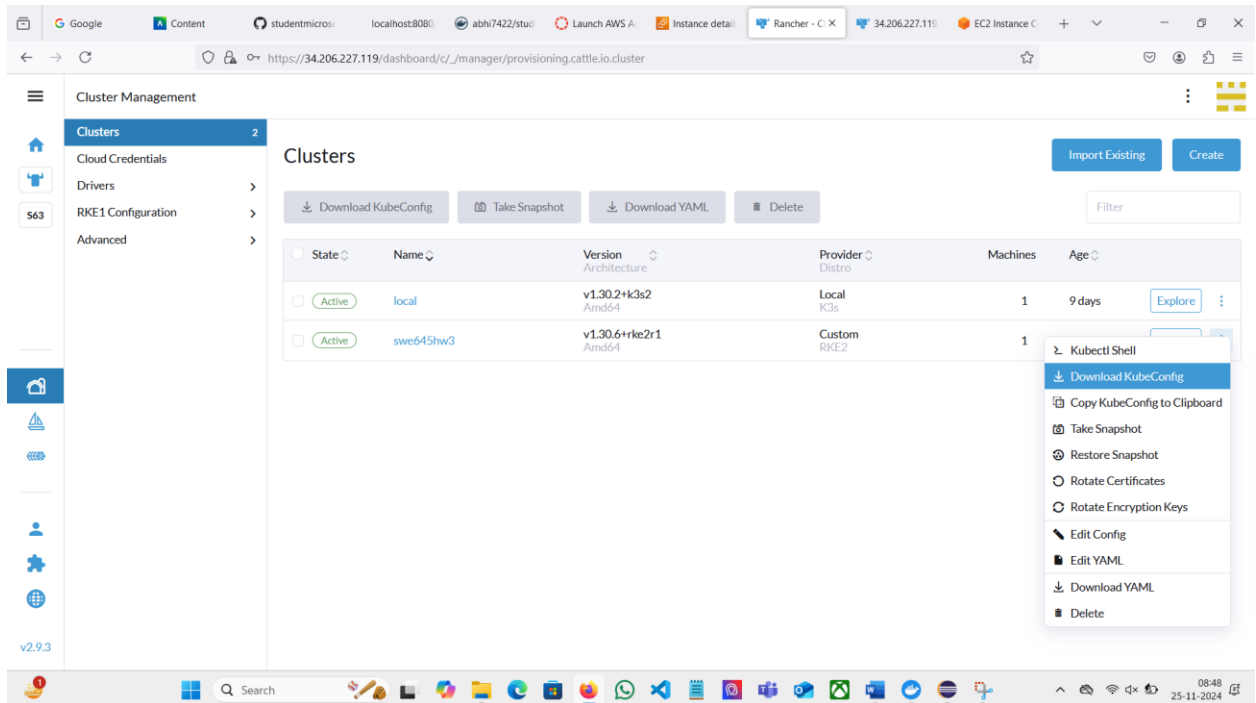 Google
Content
studentmicros
localhost:8080
abhi7422/stud
Launch AWS A
Instance detail
Rancher - C
34.206.227.119
EC2 Instance C
https://34.206.227.119/dashboard/c/_/manager/provisioning.cattle.io.cluster
Cluster Management
Clusters 2
Cloud Credentials
Drivers
RKE1 Configuration
Advanced
S63
v2.9.3
Clusters
Import Existing
Create
Download KubeConfig
Take Snapshot
Download YAML
Delete
Filter
State Name Version Provider Machines Age
Architecture Distro
Active local v1.30.2+k3s2 Local 1 9 days Explore
Amd64 K3s
Active swe645hw3 v1.30.6+rke2r1 Custom 1
Amd64 RKE2
Kubectl Shell
Download KubeConfig
Copy KubeConfig to Clipboard
Take Snapshot
Restore Snapshot
Rotate Certificates
Rotate Encryption Keys
Edit Config
Edit YAML
Download YAML
Delete
1
Search
08:48
25-11-2024